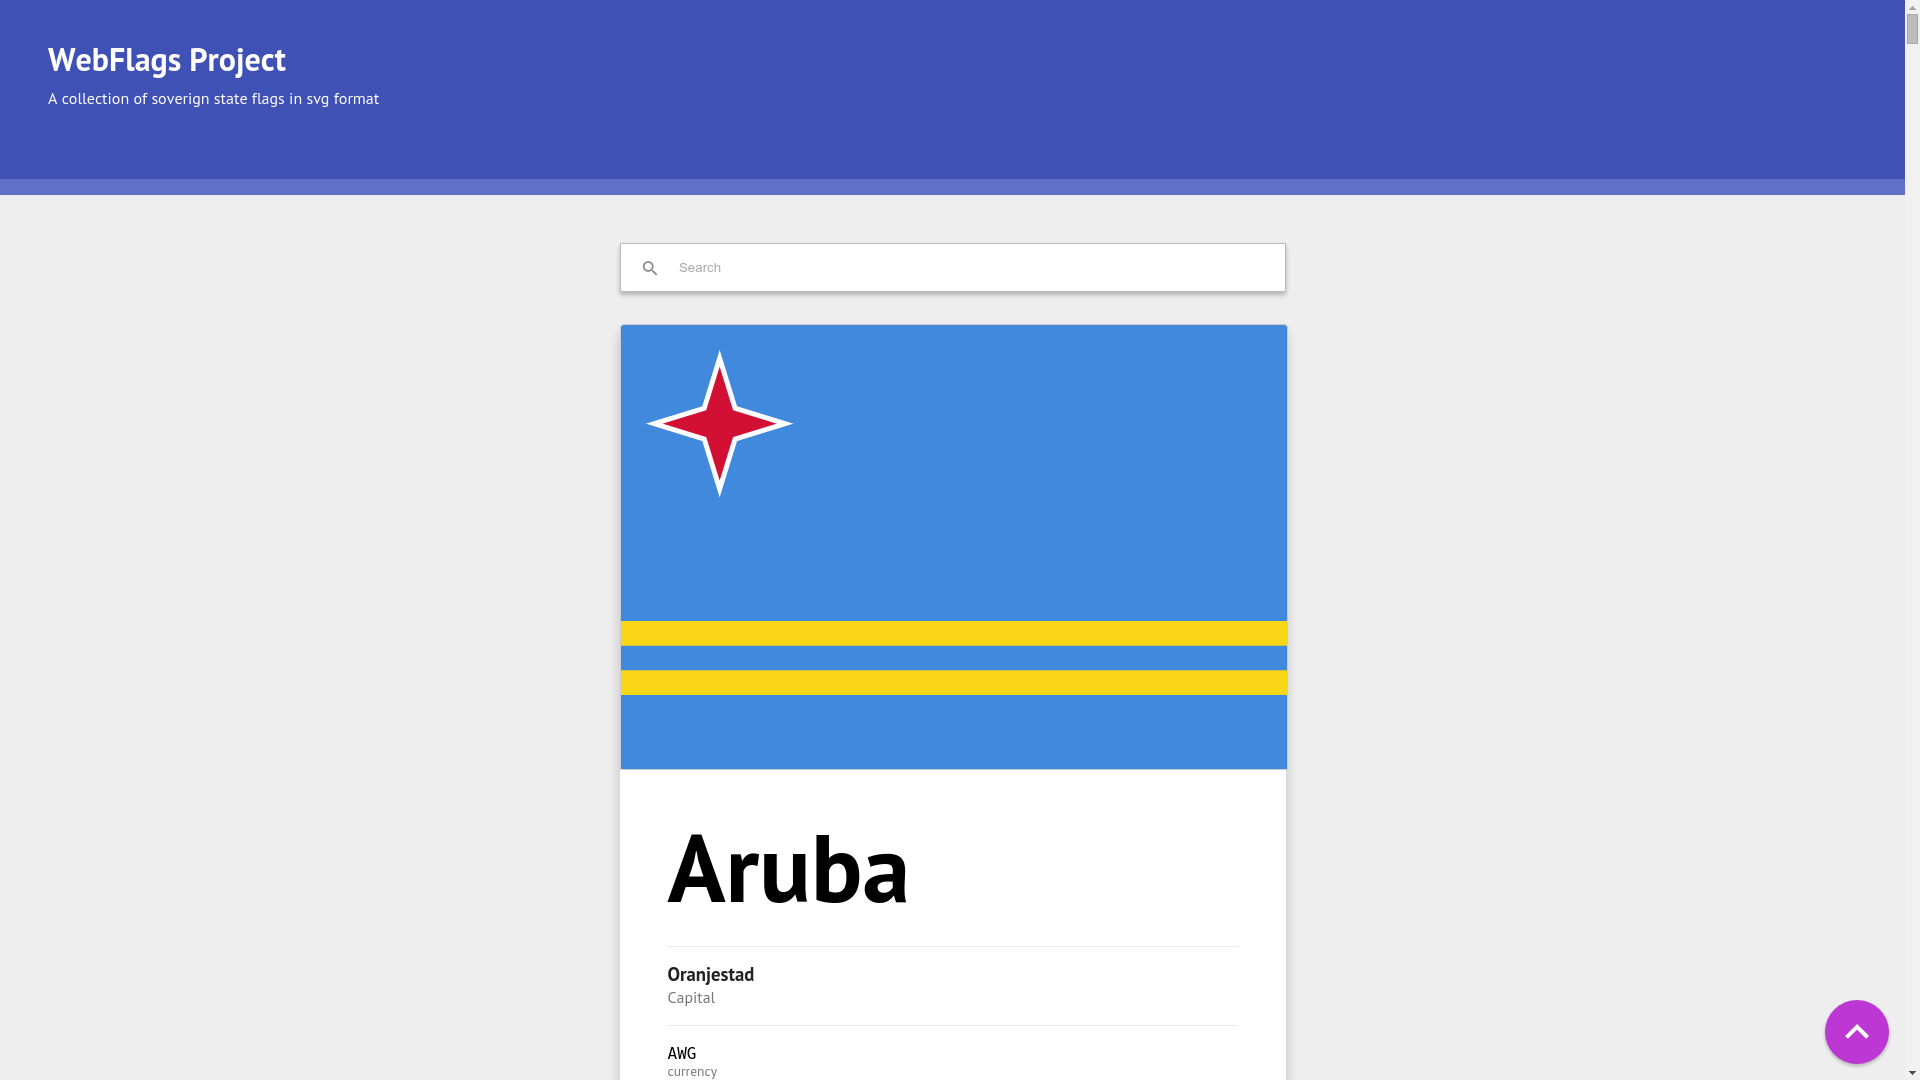 WebFlags Project
A collection of soverign state flags in svg format
Search
Aruba
Oranjestad
Capital
AWG
currency